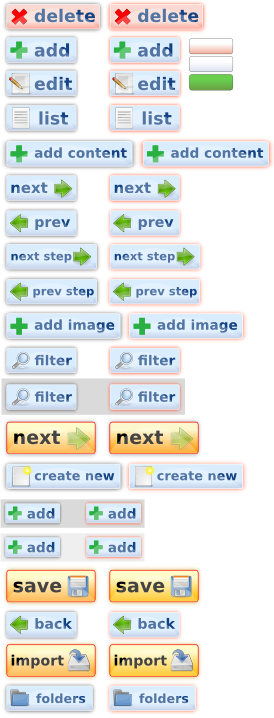 delete delete
add add
edit edit
list list
add content add content
next next
prev prev
next step next step
prev step prev step
add image add image
filter filter
filter filter
next next
create new create new
add add
add add
save save
back back
import import
folders folders